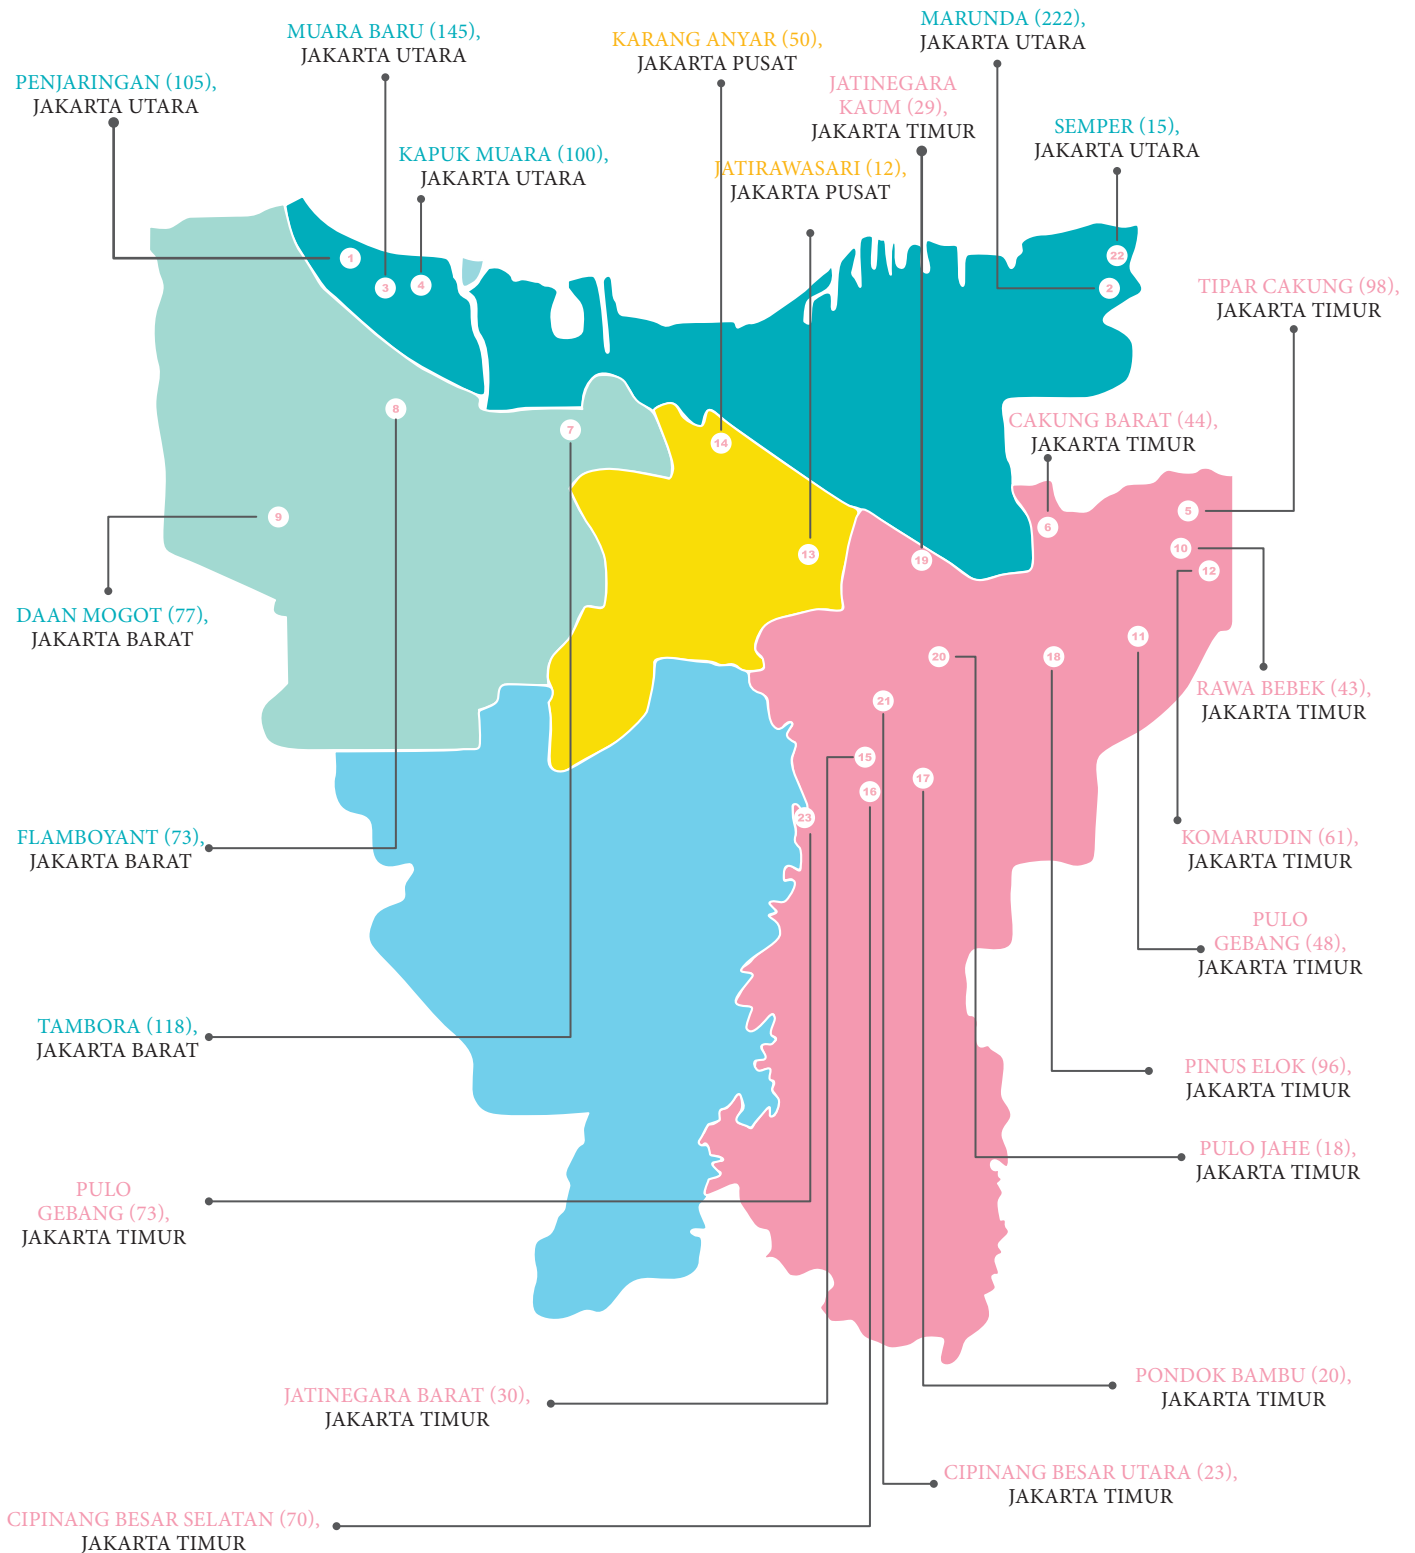 MARUNDA (222),
JAKARTA UTARA
MUARA BARU (145),
JAKARTA UTARA
KARANG ANYAR (50),
JAKARTA PUSAT
PENJARINGAN (105),
JAKARTA UTARA
JATINEGARA
KAUM (29),
JAKARTA TIMUR
SEMPER (15),
JAKARTA UTARA
KAPUK MUARA (100),
JAKARTA UTARA
JATIRAWASARI (12),
JAKARTA PUSAT
1
3
4
22
2
TIPAR CAKUNG (98),
JAKARTA TIMUR
8
7
14
CAKUNG BARAT (44),
JAKARTA TIMUR
9
13
19
6
5
10
12
DAAN MOGOT (77),
JAKARTA BARAT
20
18
11
21
RAWA BEBEK (43),
JAKARTA TIMUR
15
16
17
23
FLAMBOYANT (73),
JAKARTA BARAT
KOMARUDIN (61),
JAKARTA TIMUR
PULO
GEBANG (48),
JAKARTA TIMUR
TAMBORA (118),
JAKARTA BARAT
PINUS ELOK (96),
JAKARTA TIMUR
PULO JAHE (18),
JAKARTA TIMUR
PULO
GEBANG (73),
JAKARTA TIMUR
JATINEGARA BARAT (30),
JAKARTA TIMUR
PONDOK BAMBU (20),
JAKARTA TIMUR
CIPINANG BESAR UTARA (23),
JAKARTA TIMUR
CIPINANG BESAR SELATAN (70),
JAKARTA TIMUR